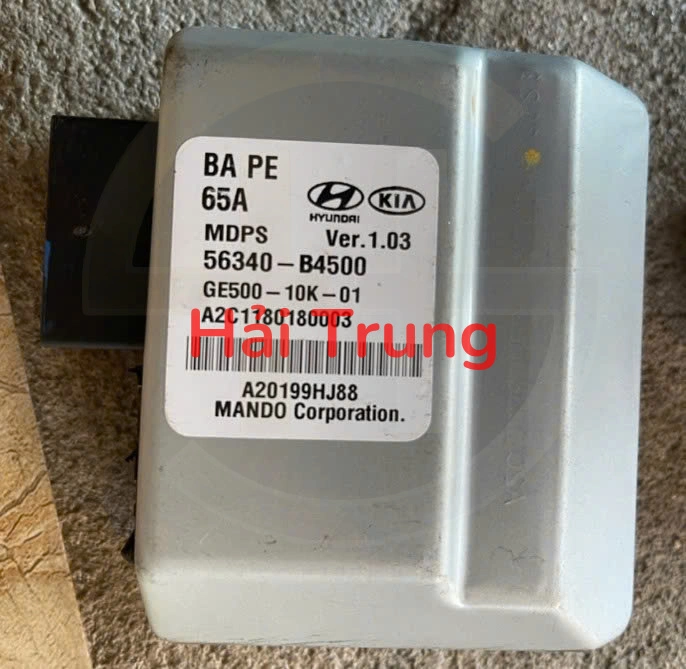 BA PE
65A
HYUNDAI
KIA
MDPS Ver.1.03
56340-B4500
GE500-10K-01
A2C1180180003
Hải Trung
A20199HJ88
MANDO Corporation.